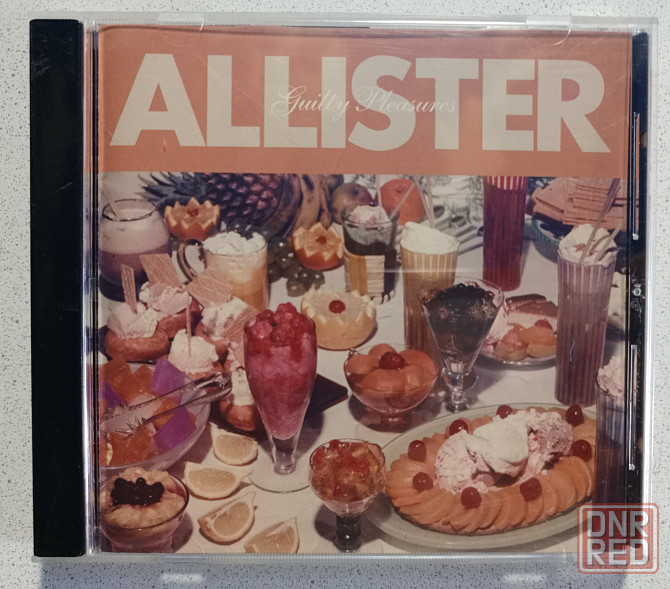 ALLISTER
Guilty Pleasures
DNR
RED